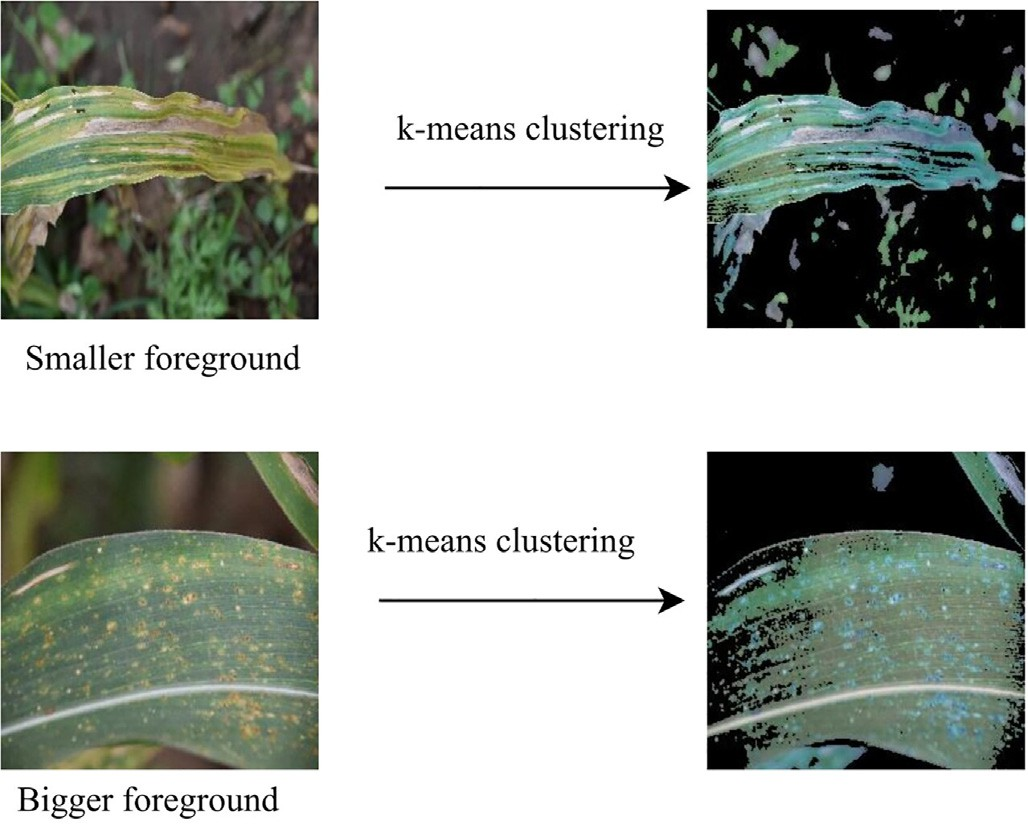 k-means clustering
Smaller foreground
k-means clustering
Bigger foreground